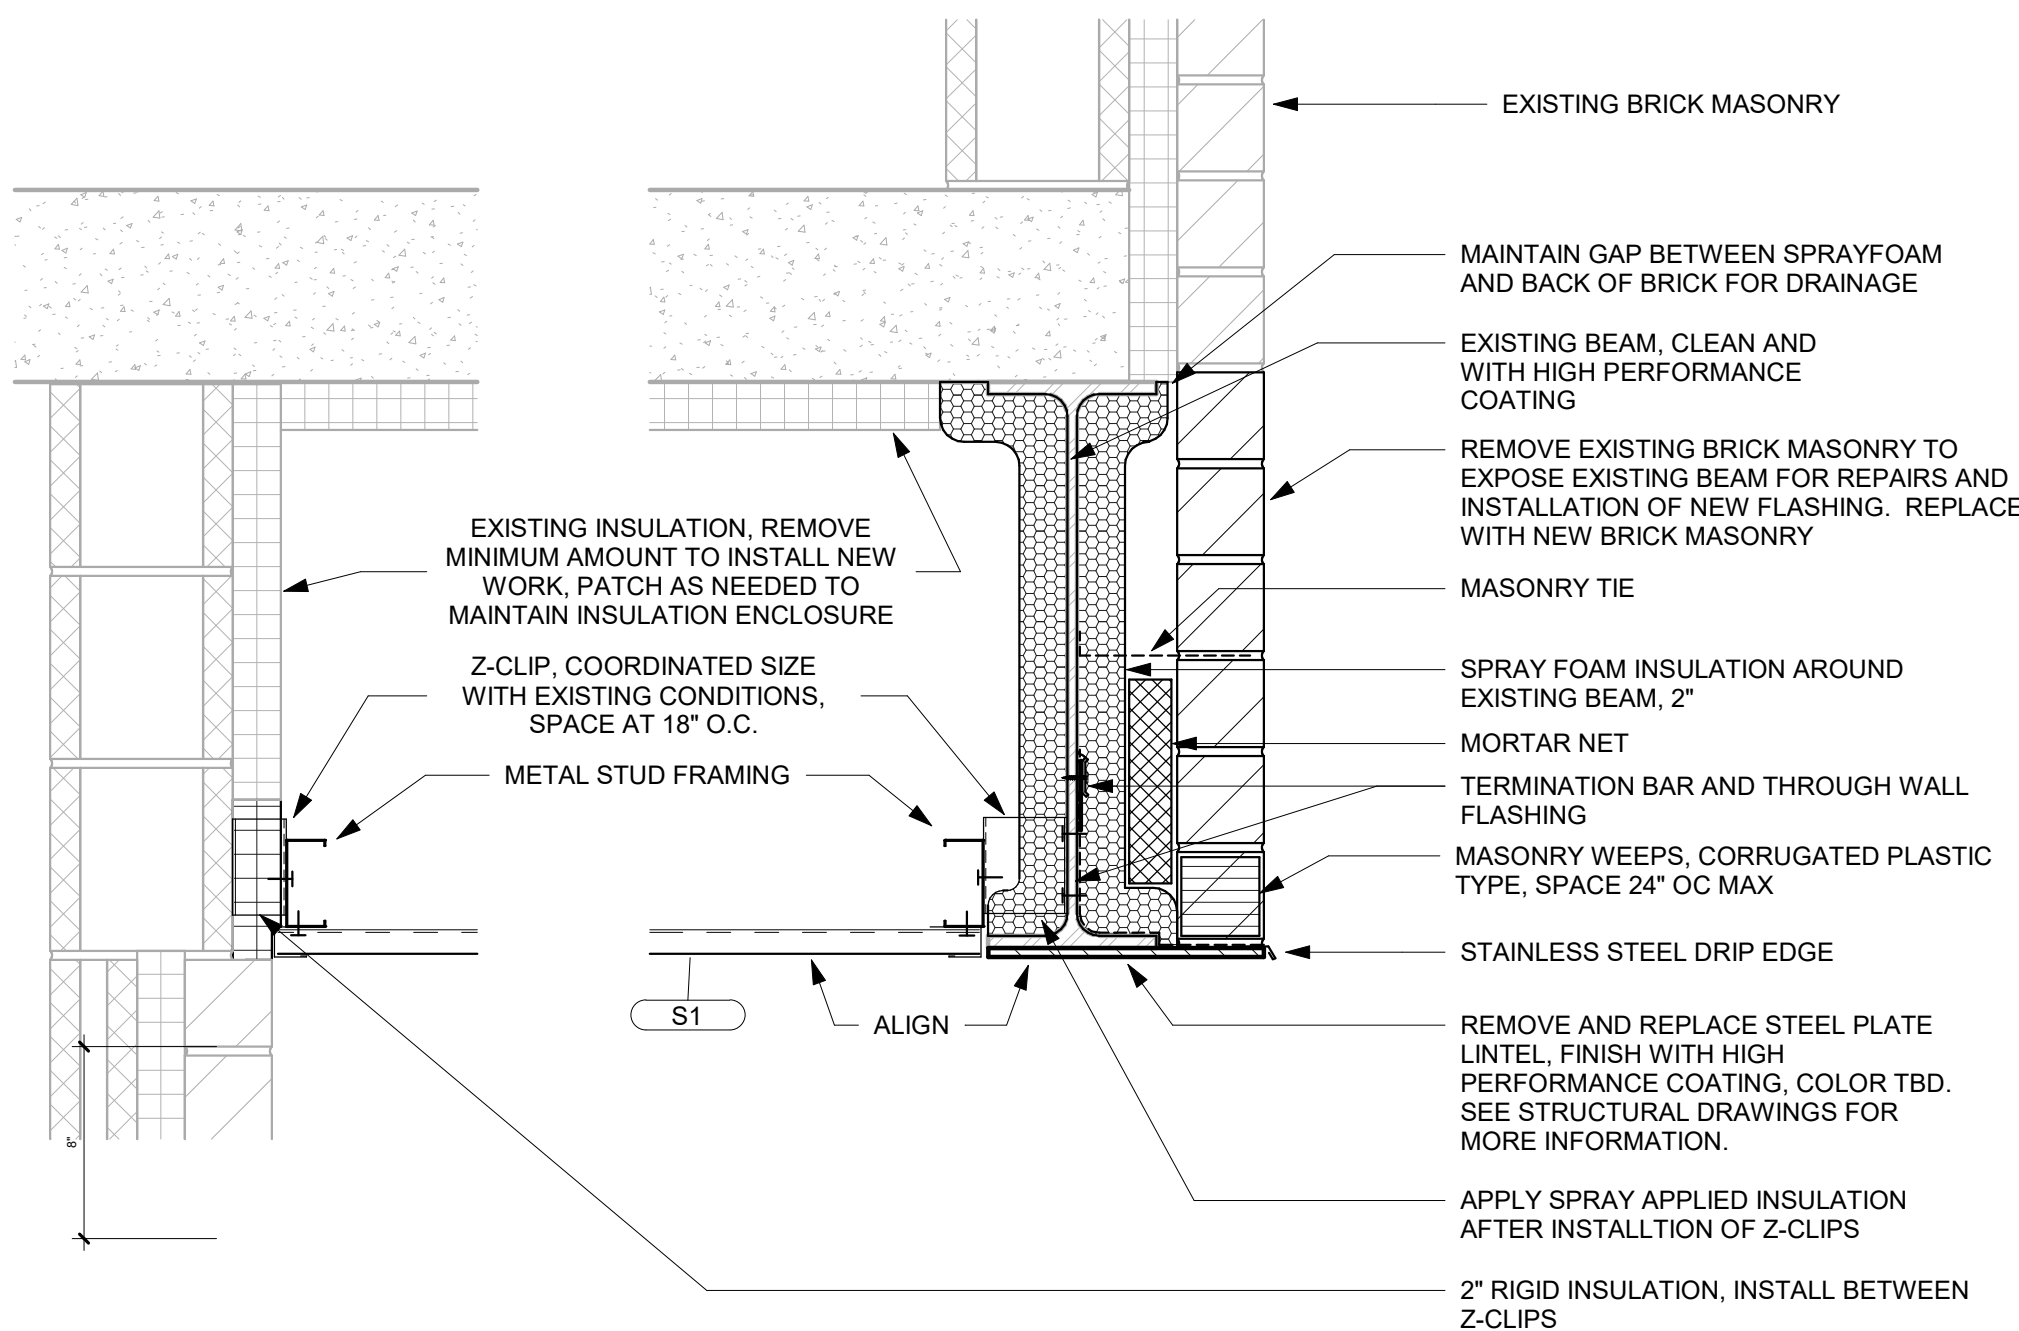 EXISTING BRICK MASONRY
MAINTAIN GAP BETWEEN SPRAYFOAM
AND BACK OF BRICK FOR DRAINAGE
EXISTING BEAM, CLEAN AND
WITH HIGH PERFORMANCE
COATING
REMOVE EXISTING BRICK MASONRY TO
EXPOSE EXISTING BEAM FOR REPAIRS AND
INSTALLATION OF NEW FLASHING. REPLACE
WITH NEW BRICK MASONRY
EXISTING INSULATION, REMOVE
MINIMUM AMOUNT TO INSTALL NEW
WORK, PATCH AS NEEDED TO
MAINTAIN INSULATION ENCLOSURE
MASONRY TIE
Z-CLIP, COORDINATED SIZE
WITH EXISTING CONDITIONS,
SPACE AT 18" O.C.
SPRAY FOAM INSULATION AROUND
EXISTING BEAM, 2"
MORTAR NET
METAL STUD FRAMING
TERMINATION BAR AND THROUGH WALL
FLASHING
MASONRY WEEPS, CORRUGATED PLASTIC
TYPE, SPACE 24" OC MAX
STAINLESS STEEL DRIP EDGE
S1
ALIGN
REMOVE AND REPLACE STEEL PLATE
LINTEL, FINISH WITH HIGH
PERFORMANCE COATING, COLOR TBD.
SEE STRUCTURAL DRAWINGS FOR
MORE INFORMATION.
8"
APPLY SPRAY APPLIED INSULATION
AFTER INSTALLTION OF Z-CLIPS
2" RIGID INSULATION, INSTALL BETWEEN
Z-CLIPS